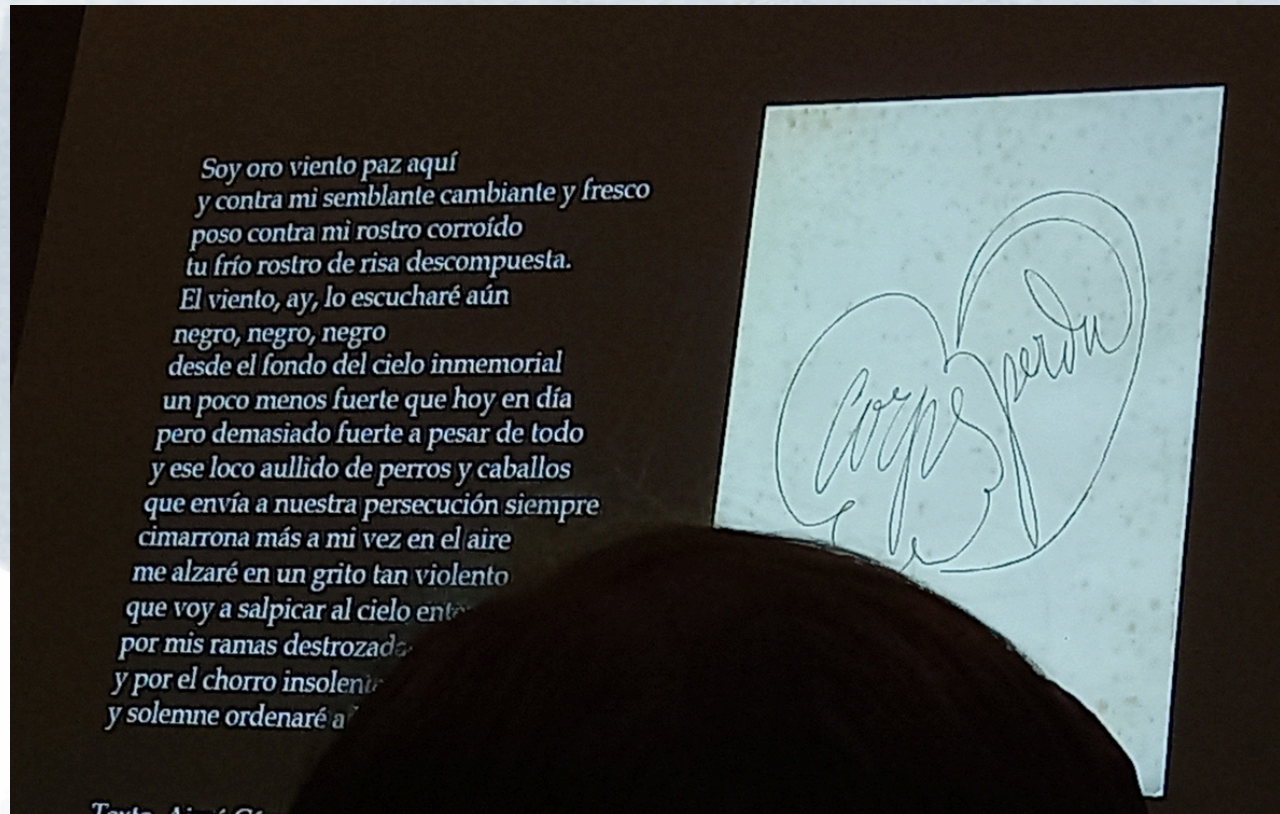 Soy oro viento paz aquí
y contra mi semblante cambiante y fresco
poso contra mi rostro corroído
tu frío rostro de risa descompuesta.
El viento, ay, lo escucharé aún
negro, negro, negro
desde el fondo del cielo inmemorial
un poco menos fuerte que hoy en día
pero demasiado fuerte a pesar de todo
y ese loco aullido de perros y caballos
que envía a nuestra persecución siempre
cimarrona más a mi vez en el aire
me alzaré en un grito tan violento
que voy a salpicar al cielo
por mis ramas
y por el chorro
y solemne ordenaré a
Corps perdu